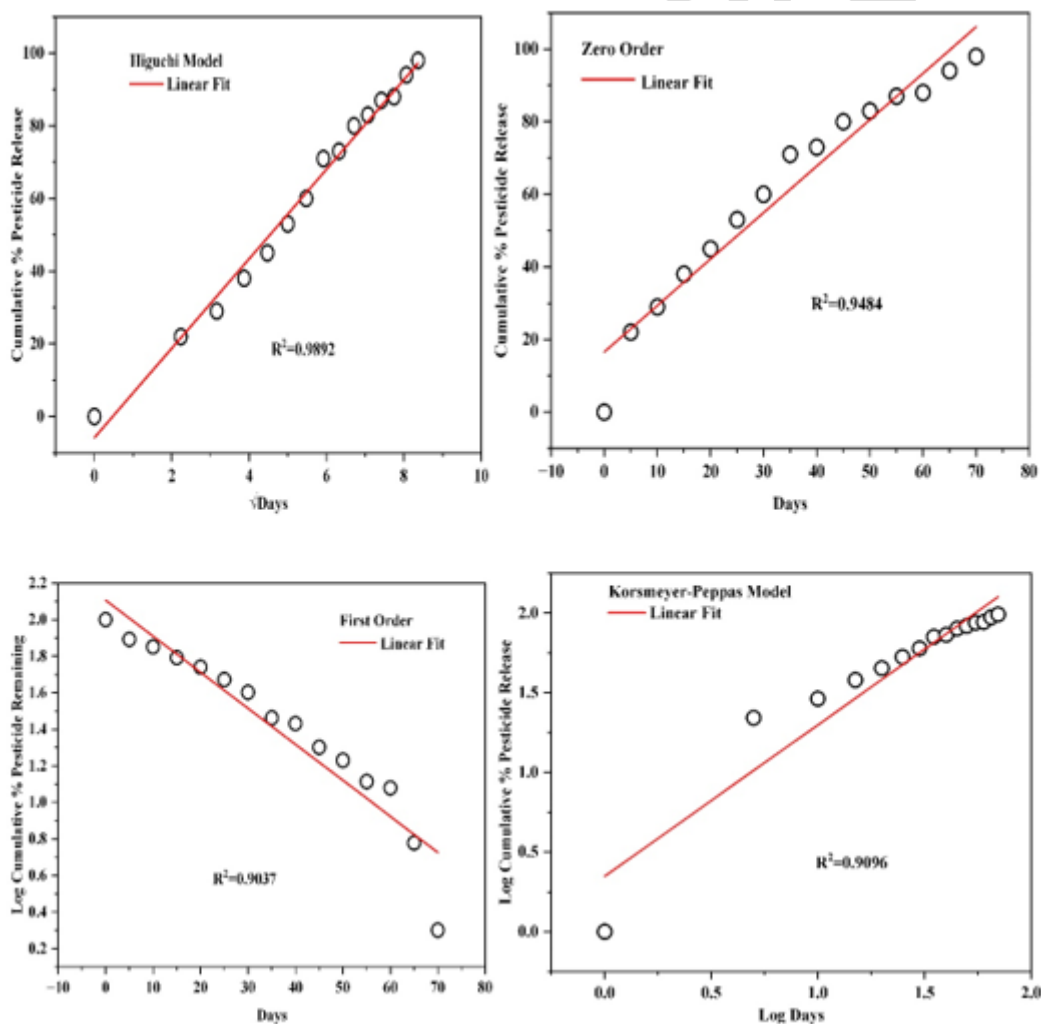 Higuchi Model
Linear Fit
R²=0.9892
Cumulative % Pesticide Release
0
20
40
60
80
100
0 2 4 6 8 10
√Days
Zero Order
Linear Fit
R²=0.9484
Cumulative % Pesticide Release
0
20
40
60
80
100
−10 0 10 20 30 40 50 60 70 80
Days
First Order
Linear Fit
R²=0.9037
Log Cumulative % Pesticide Remaining
0.2
0.4
0.6
0.8
1.0
1.2
1.4
1.6
1.8
2.0
2.2
−10 0 10 20 30 40 50 60 70 80
Days
Korsmeyer-Peppas Model
Linear Fit
R²=0.9096
Log Cumulative % Pesticide Release
0.0
0.5
1.0
1.5
2.0
0.0 0.5 1.0 1.5 2.0
Log Days